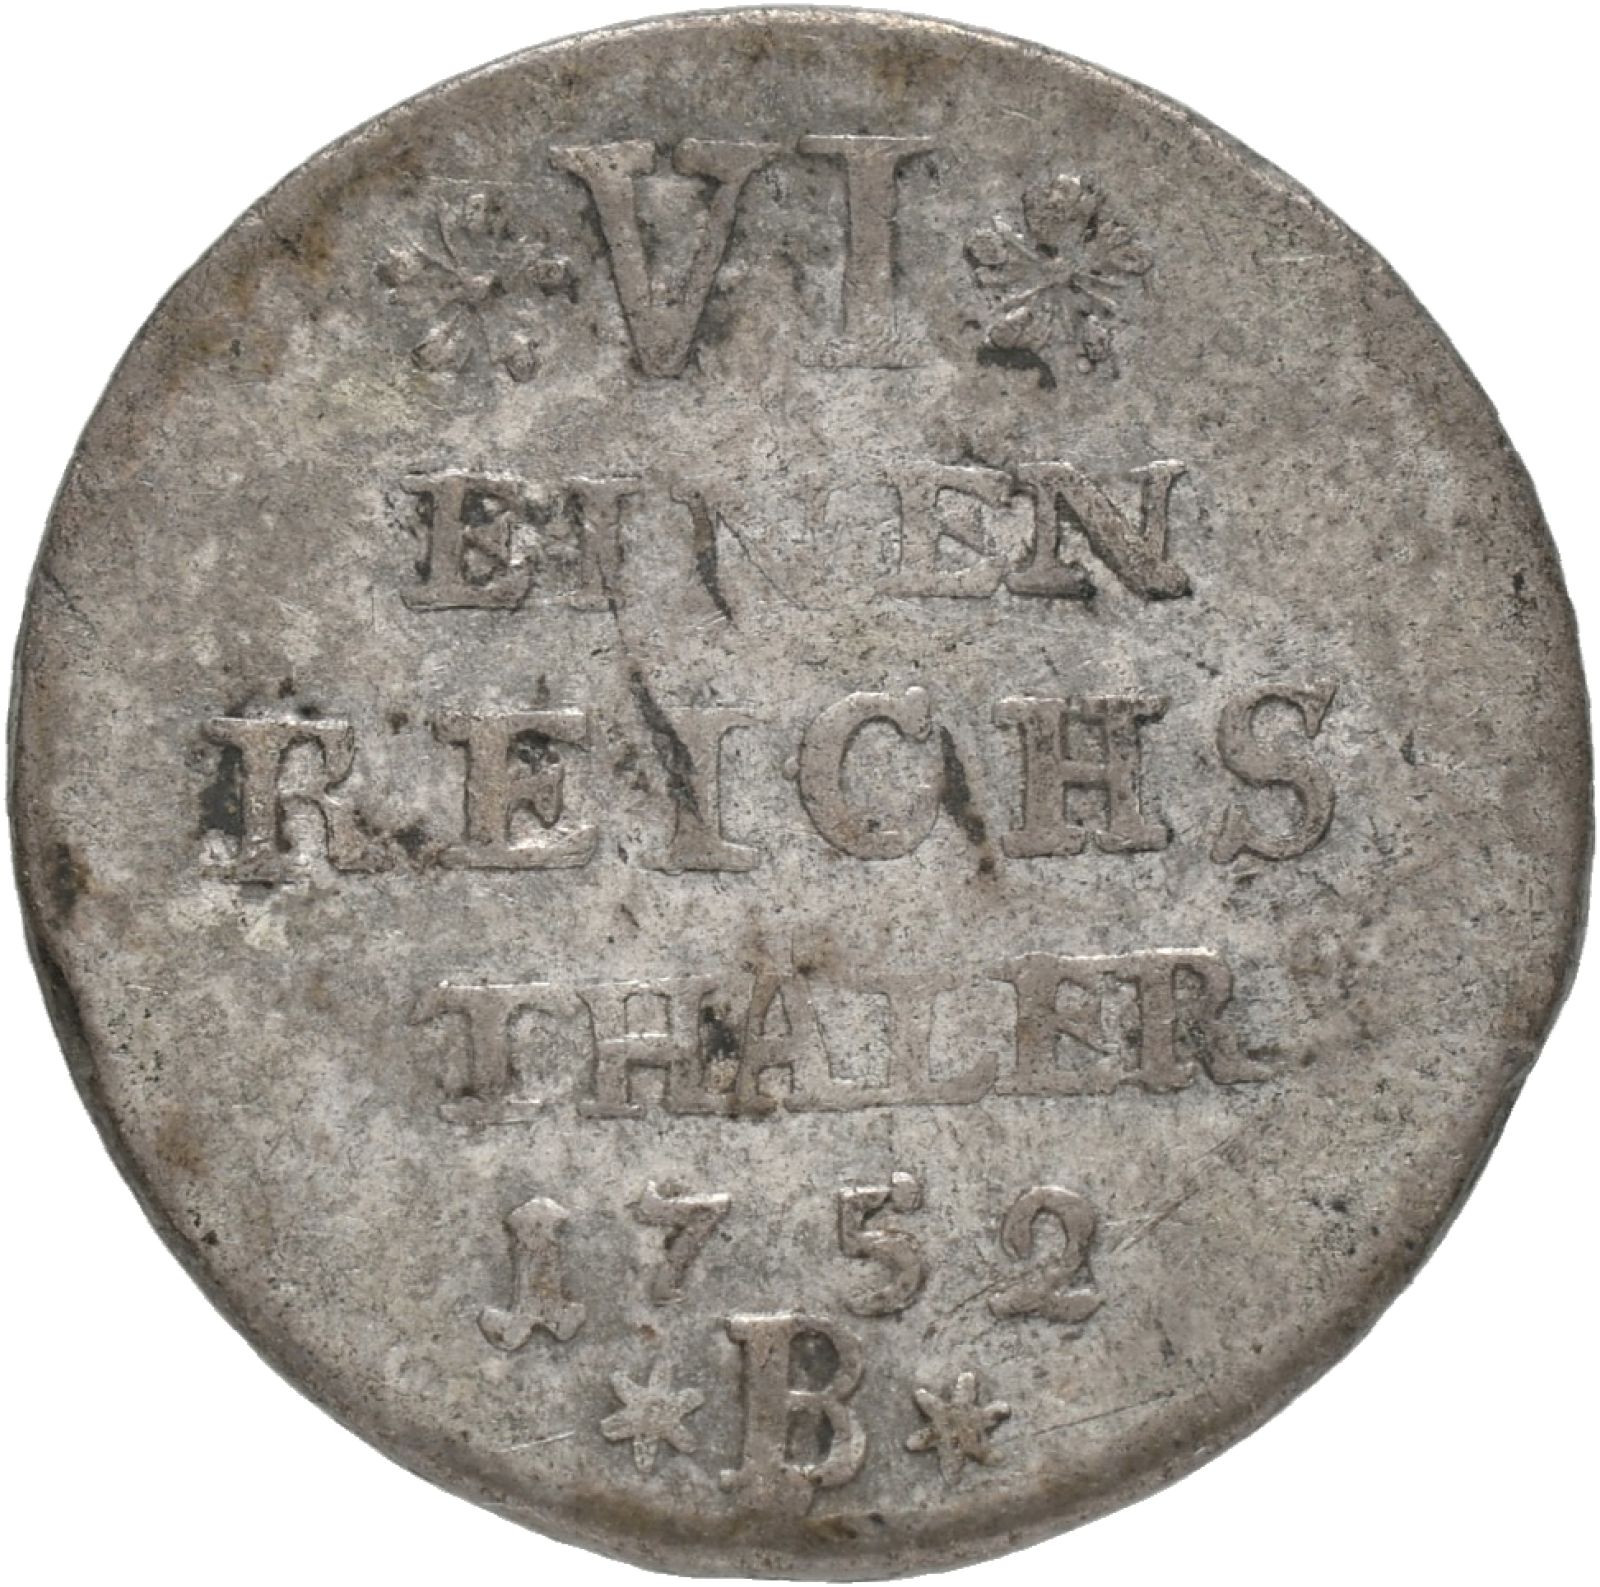 VI
EINEN
REICHS
THALER
1752
B